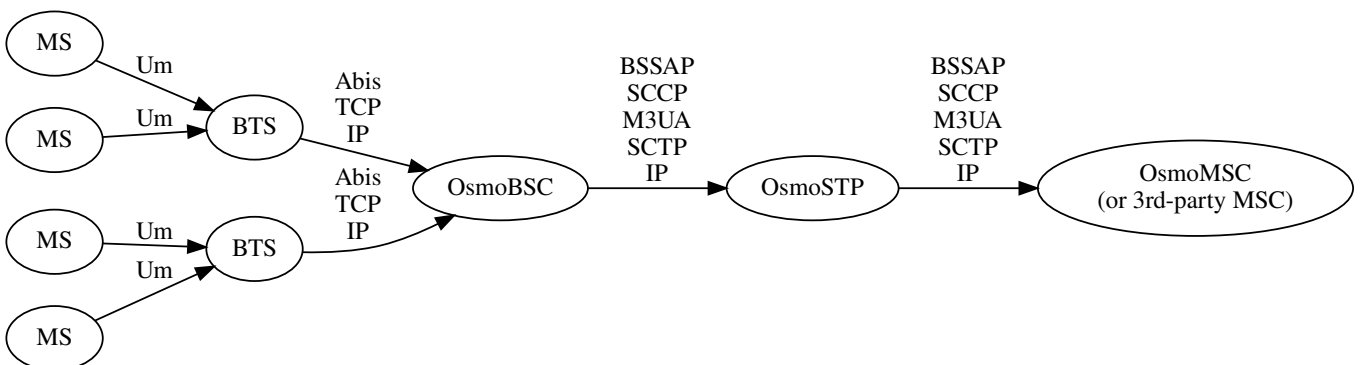 MS
Um
MS
Um
BTS
Abis
TCP
IP
MS
Um
MS
Um
BTS
Abis
TCP
IP
OsmoBSC
BSSAP
SCCP
M3UA
SCTP
IP
OsmoSTP
BSSAP
SCCP
M3UA
SCTP
IP
OsmoMSC
(or 3rd-party MSC)